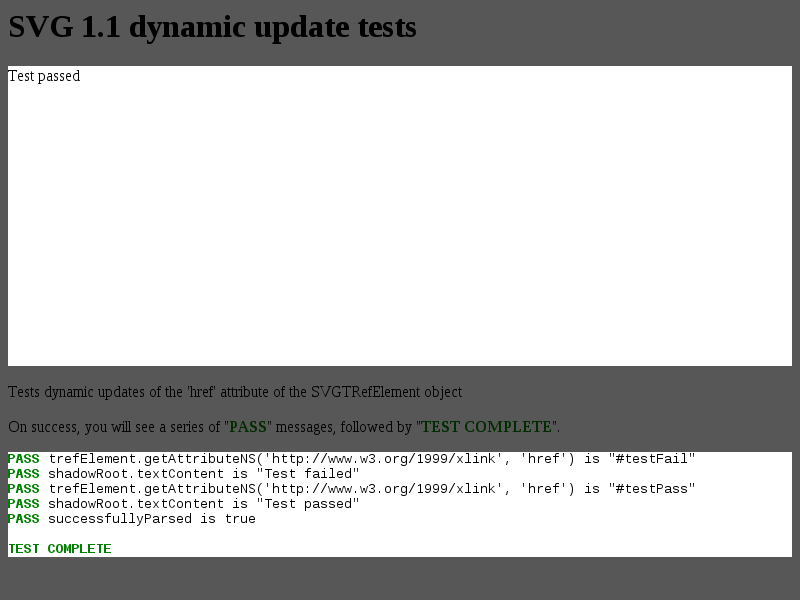 SVG 1.1 dynamic update tests
Test passed
Tests dynamic updates of the 'href' attribute of the SVGTRefElement object
On success, you will see a series of "PASS" messages, followed by "TEST COMPLETE".
PASS trefElement.getAttributeNS('http://www.w3.org/1999/xlink', 'href') is "#testFail"
PASS shadowRoot.textContent is "Test failed"
PASS trefElement.getAttributeNS('http://www.w3.org/1999/xlink', 'href') is "#testPass"
PASS shadowRoot.textContent is "Test passed"
PASS successfullyParsed is true
TEST COMPLETE